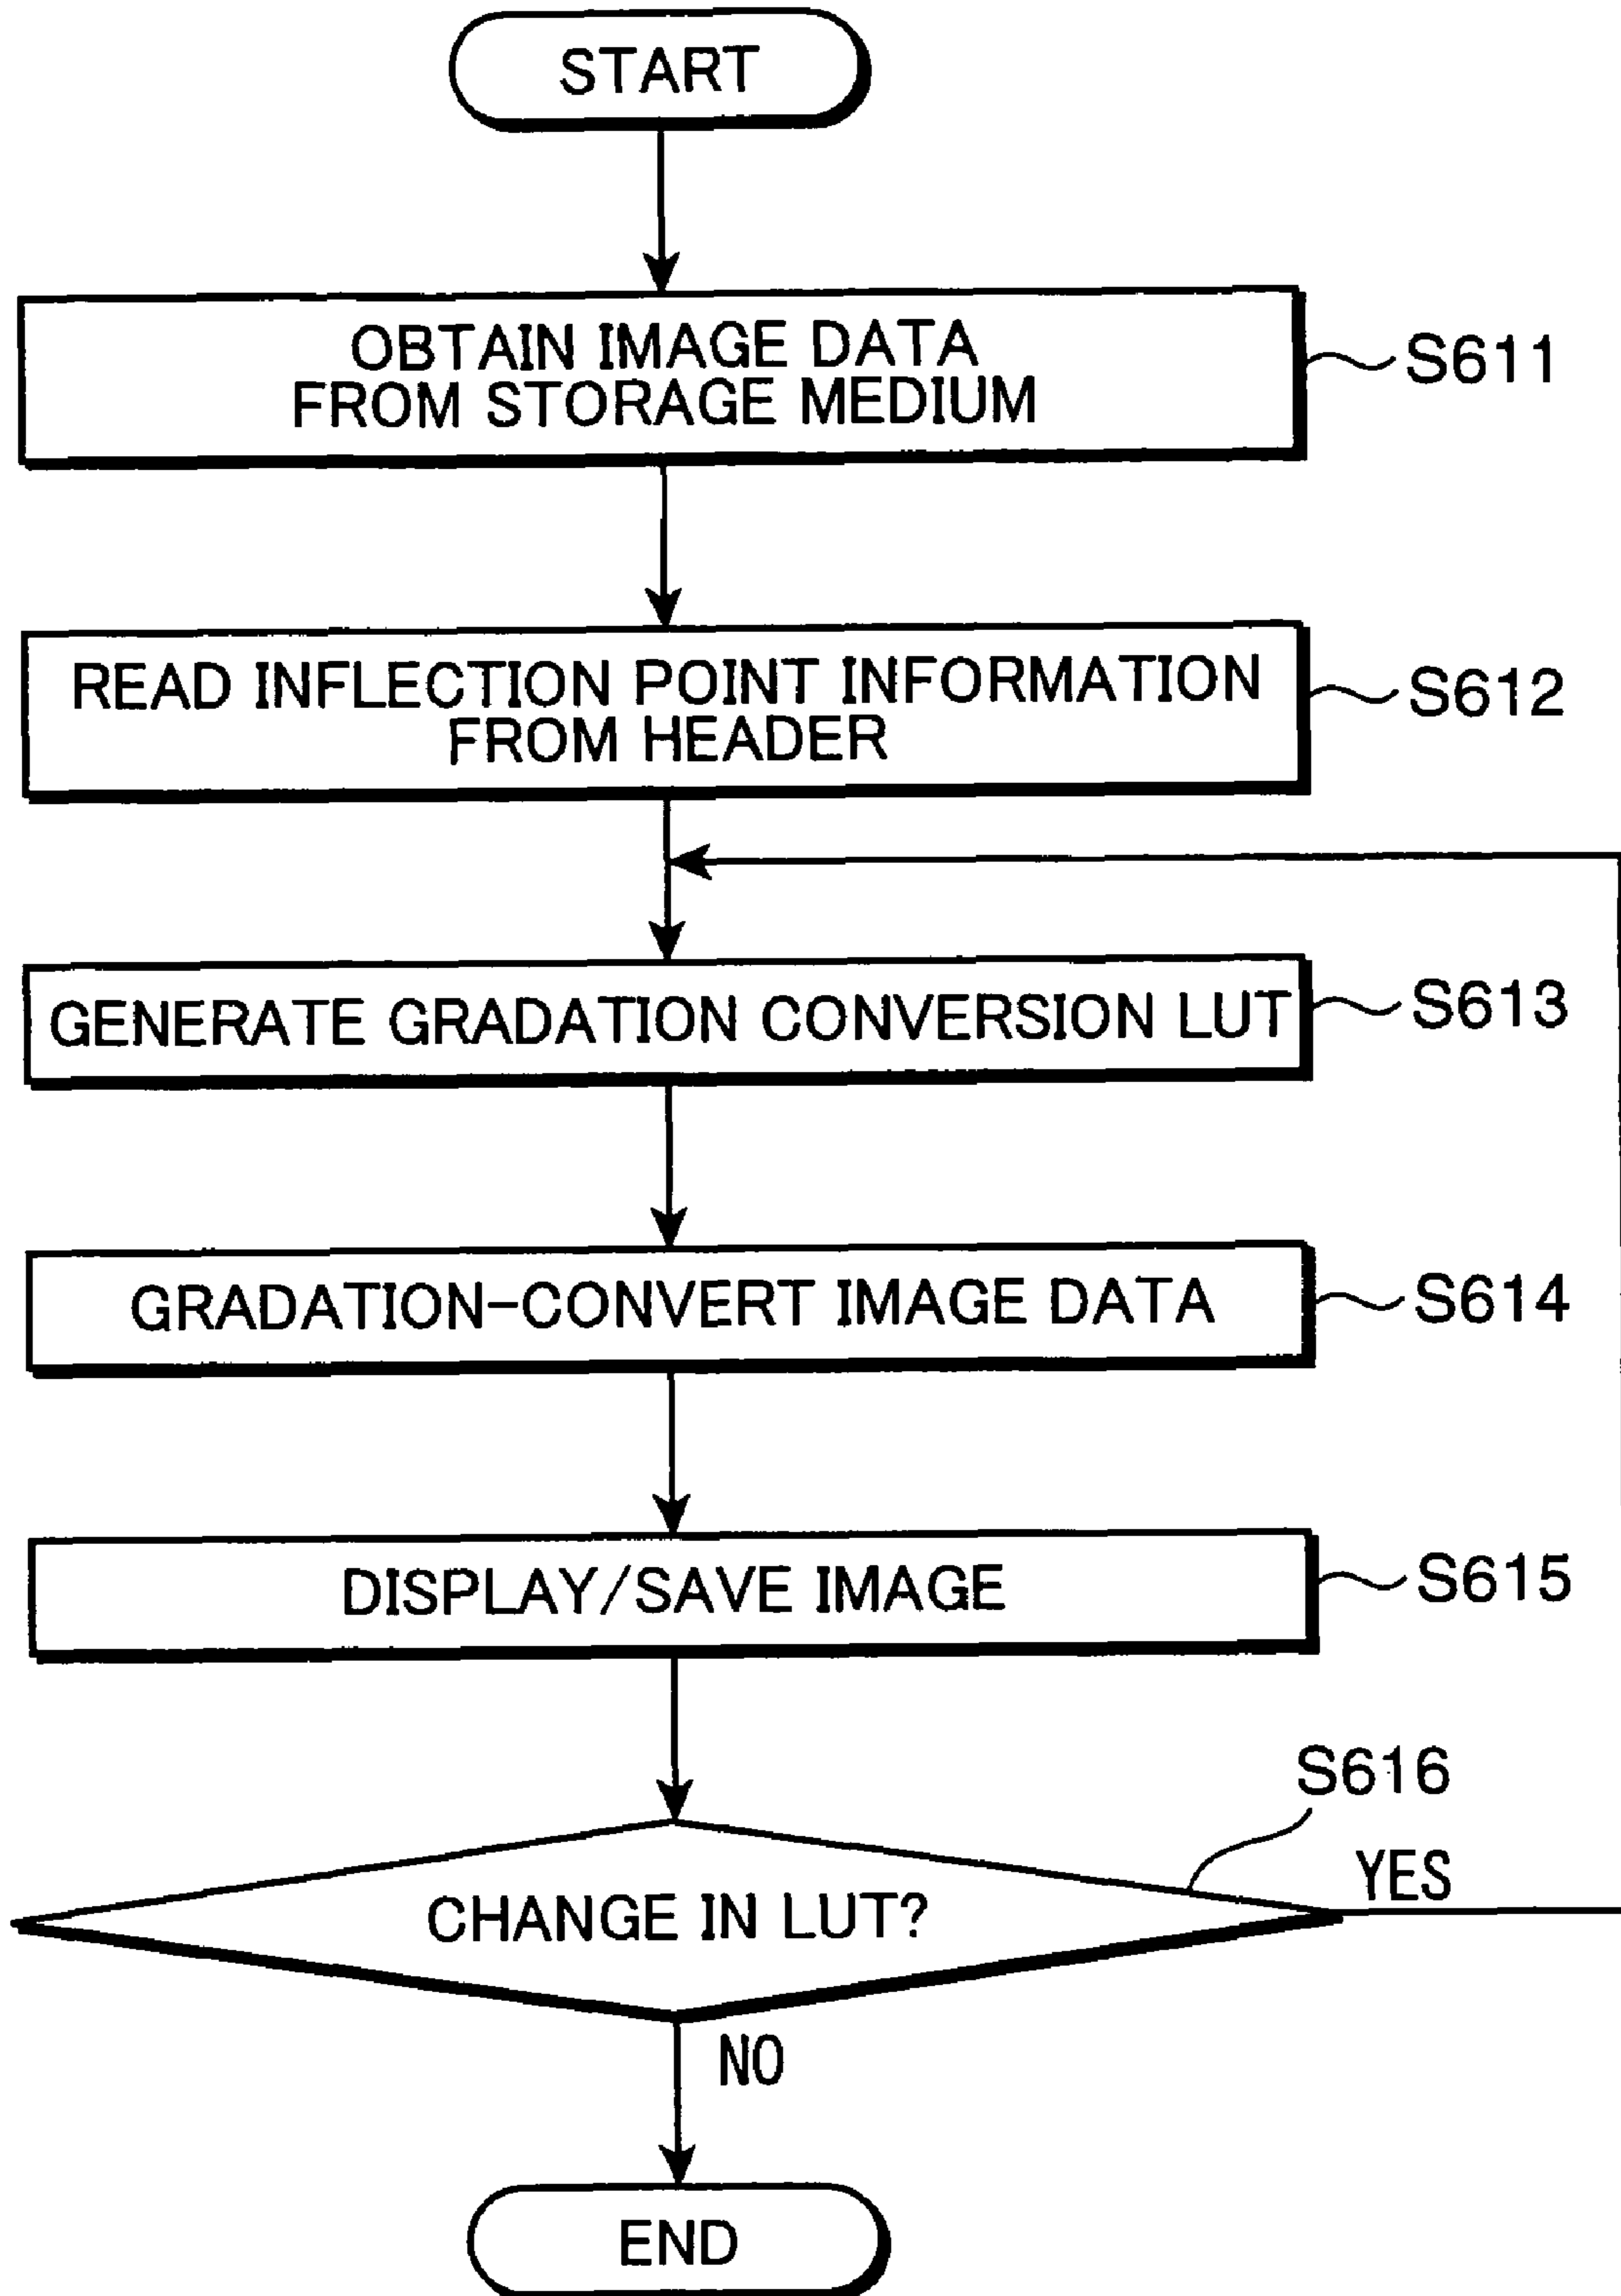 START
OBTAIN IMAGE DATA
FROM STORAGE MEDIUM
S611
READ INFLECTION POINT INFORMATION
FROM HEADER
S612
GENERATE GRADATION CONVERSION LUT
S613
GRADATION-CONVERT IMAGE DATA
S614
DISPLAY/SAVE IMAGE
S615
S616
CHANGE IN LUT?
YES
NO
END